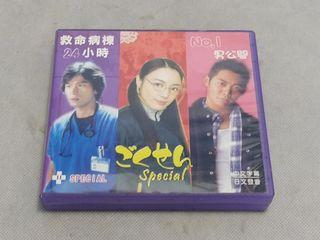 救命病棟
24小時
SPECIAL
ごくせん
Special
No.1
男公關
中文字幕
日文發音